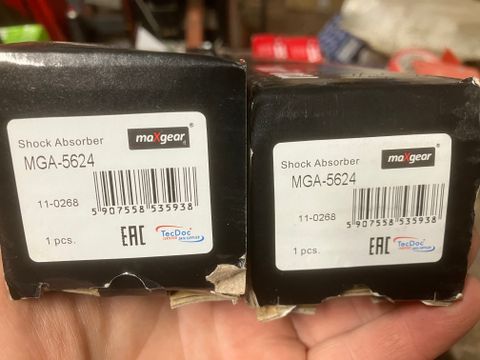 Shock Absorber
maXgear®
MGA-5624
11-0268
5 907558 535938
1 pcs.
EAC
TecDoc
Shock Absorber
maXgear®
MGA-5624
11-0268
5 907558 535938
1 pcs.
EAC
TecDoc